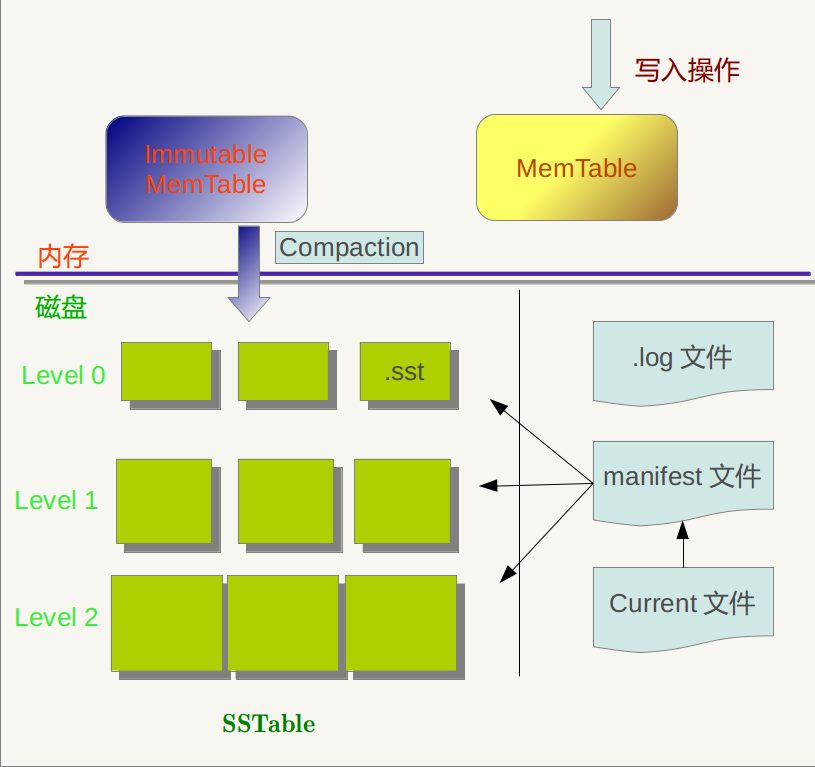 写入操作
Immutable
MemTable
MemTable
Compaction
内存
磁盘
Level 0
.sst
.log 文件
Level 1
manifest 文件
Level 2
Current 文件
SSTable